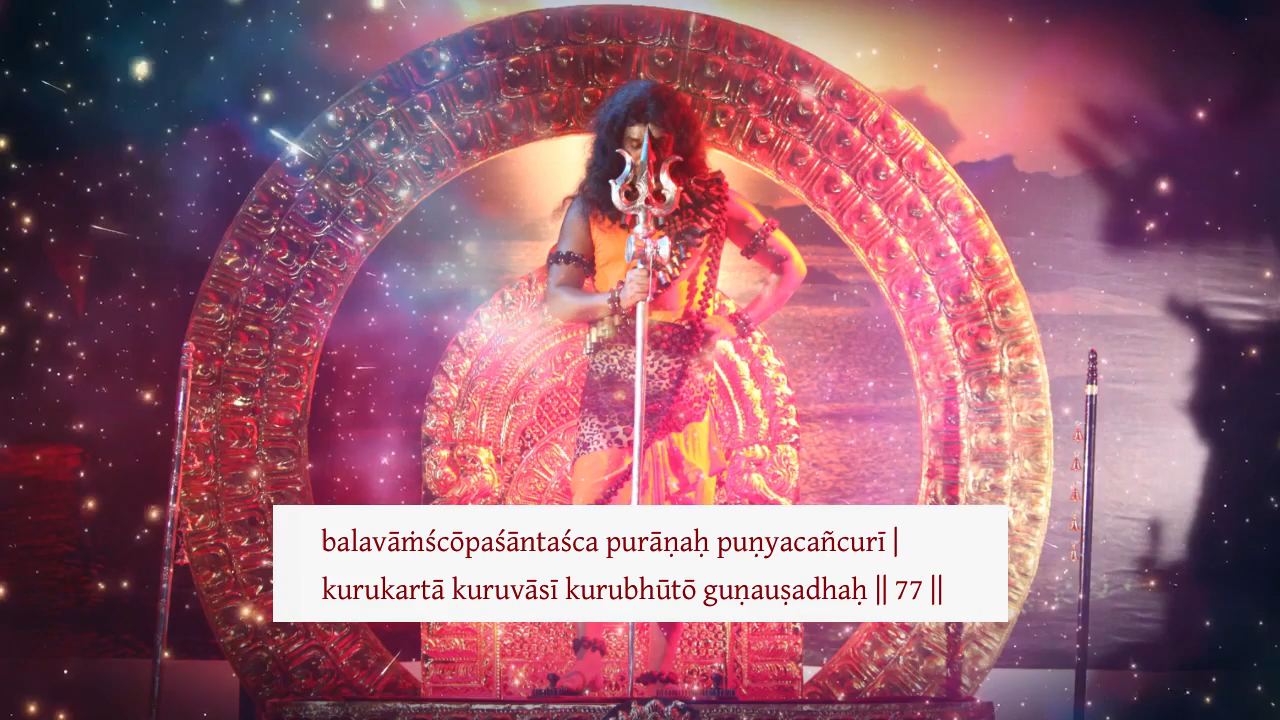 balavāṁścōpaśāntaśca purāṇaḥ puṇyacañcurī |
kurukartā kuruvāsī kurubhūtō guṇauṣadhaḥ || 77 ||